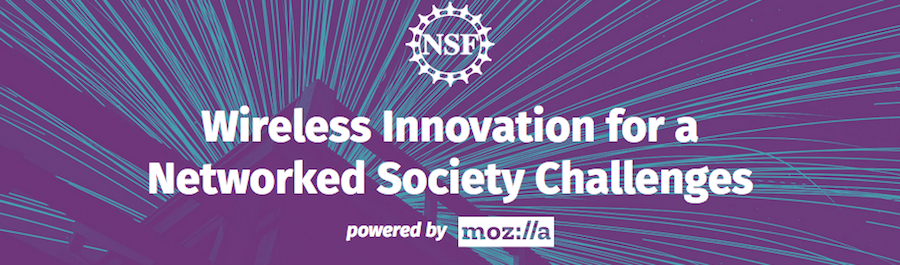 NSF
Wireless Innovation for a
Networked Society Challenges
powered by moz://a